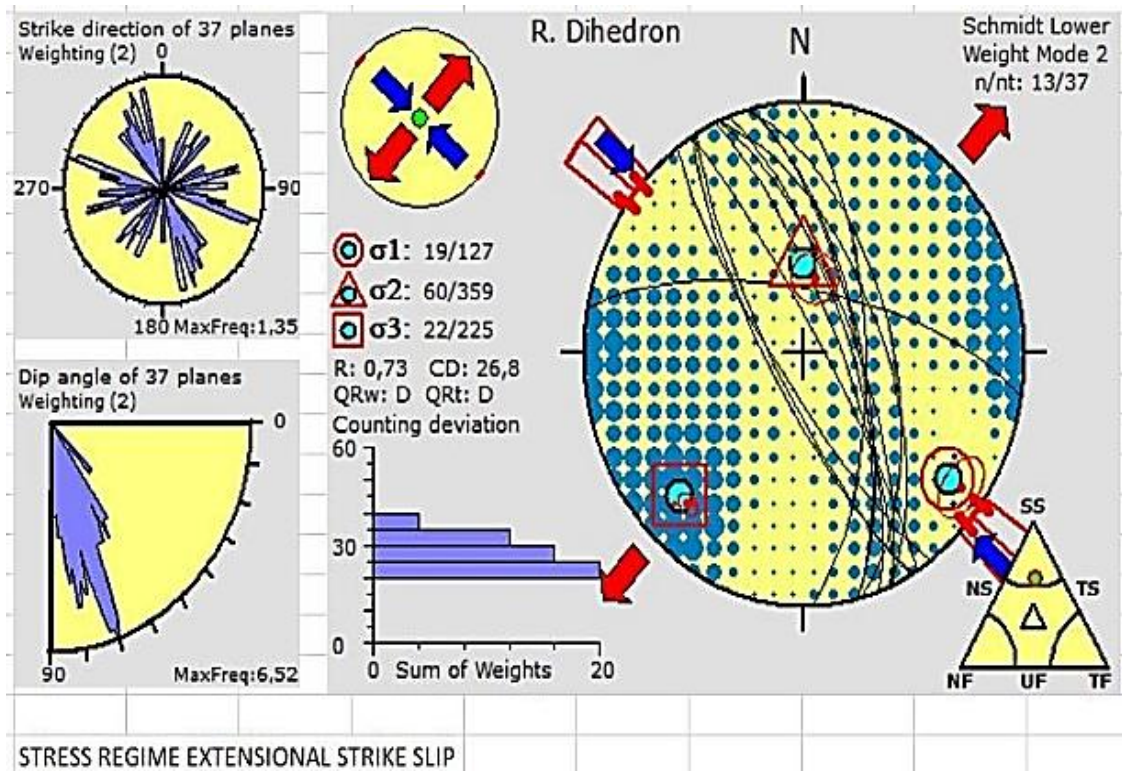 Strike direction of 37 planes
Weighting (2)
0
270
90
180
MaxFreq:1,35
Dip angle of 37 planes
Weighting (2)
0
90
MaxFreq:6,52
R. Dihedron
N
Schmidt Lower
Weight Mode 2
n/nt: 13/37
σ1: 19/127
σ2: 60/359
σ3: 22/225
R: 0,73 CD: 26,8
QRw: D QRt: D
Counting deviation
60
30
0
0 Sum of Weights 20
SS
NS TS
NF UF TF
STRESS REGIME EXTENSIONAL STRIKE SLIP